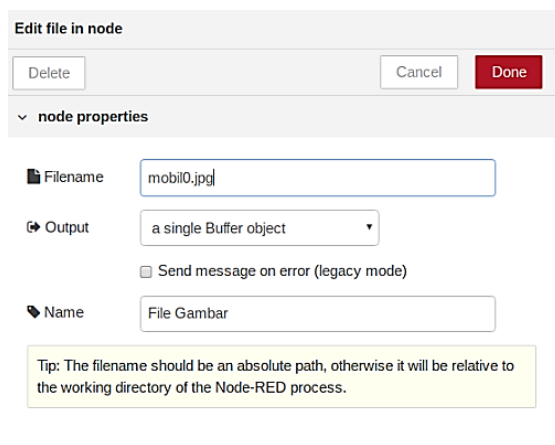 Edit file in node
Delete Cancel Done
node properties
Filename mobil0.jpg
Output a single Buffer object
Send message on error (legacy mode)
Name File Gambar
Tip: The filename should be an absolute path, otherwise it will be relative to
the working directory of the Node-RED process.